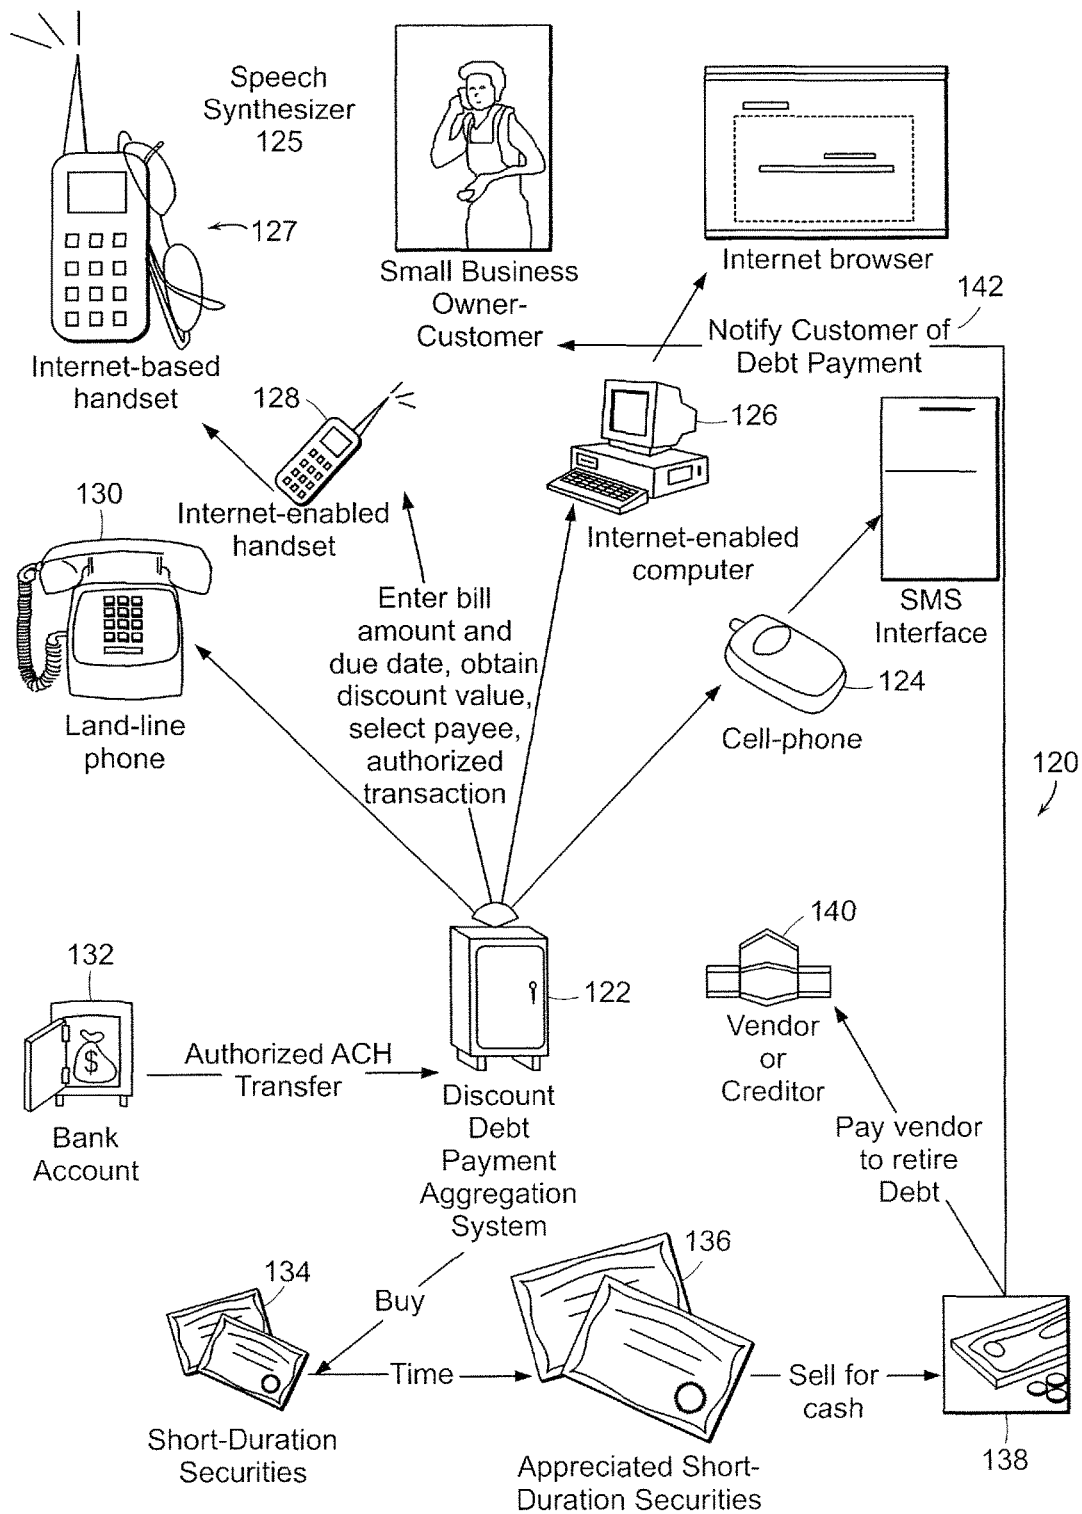 Speech
Synthesizer
125
127
Internet-based
handset
Small Business
Owner-
Customer
Internet browser
142
Notify Customer of
Debt Payment
128
Internet-enabled
handset
126
Internet-enabled
computer
130
Land-line
phone
SMS
Interface
124
Cell-phone
Enter bill
amount and
due date, obtain
discount value,
select payee,
authorized
transaction
120
132
$
Bank
Account
Authorized ACH
Transfer
122
Discount
Debt
Payment
Aggregation
System
140
Vendor
or
Creditor
Pay vendor
to retire
Debt
Buy
134
Short-Duration
Securities
Time
136
Appreciated Short-
Duration Securities
Sell for
cash
138